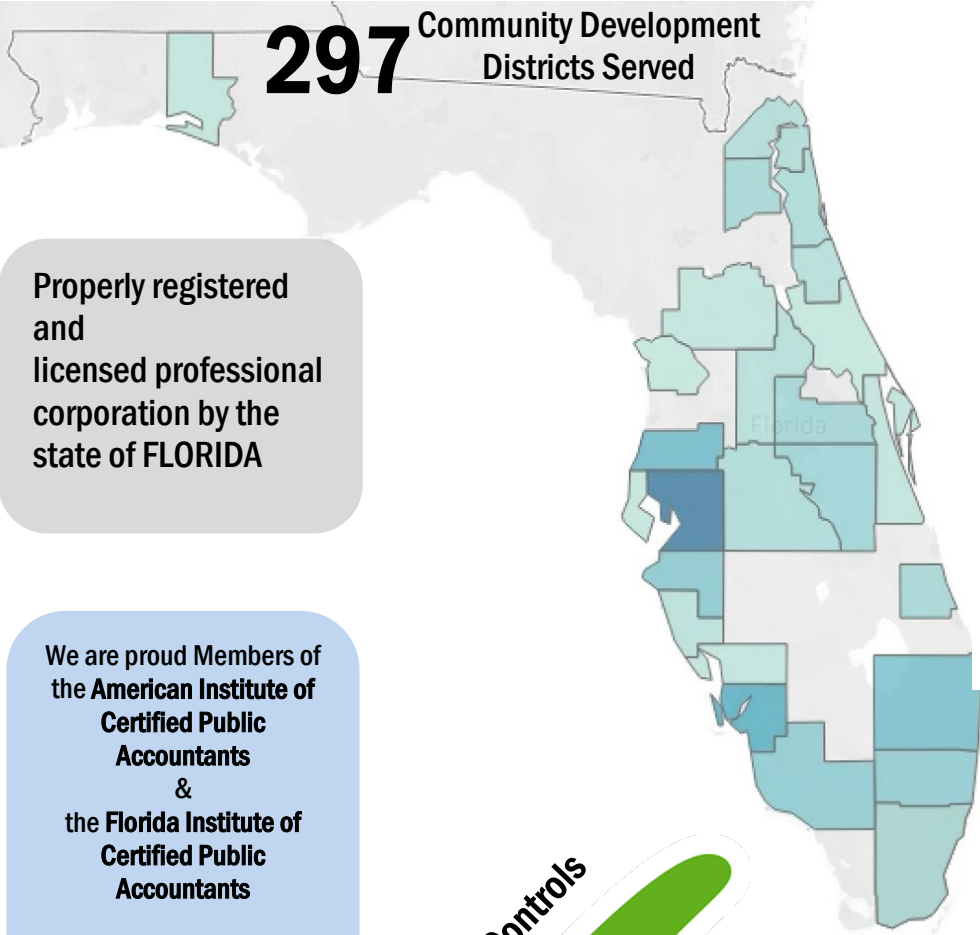 297
Community Development
Districts Served
Properly registered
and
licensed professional
corporation by the
state of FLORIDA
Florida
We are proud Members of
the American Institute of
Certified Public
Accountants
&
the Florida Institute of
Certified Public
Accountants